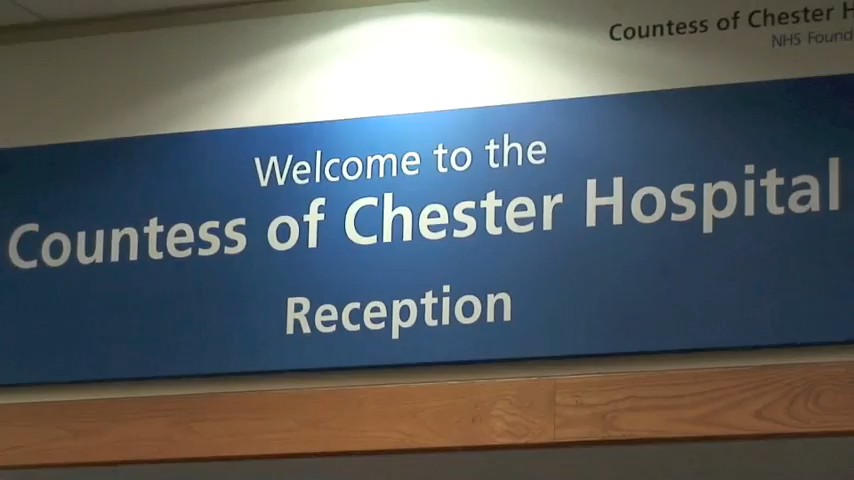 Countess of Chester
NHS
Welcome to the
Countess of Chester Hospital
Reception